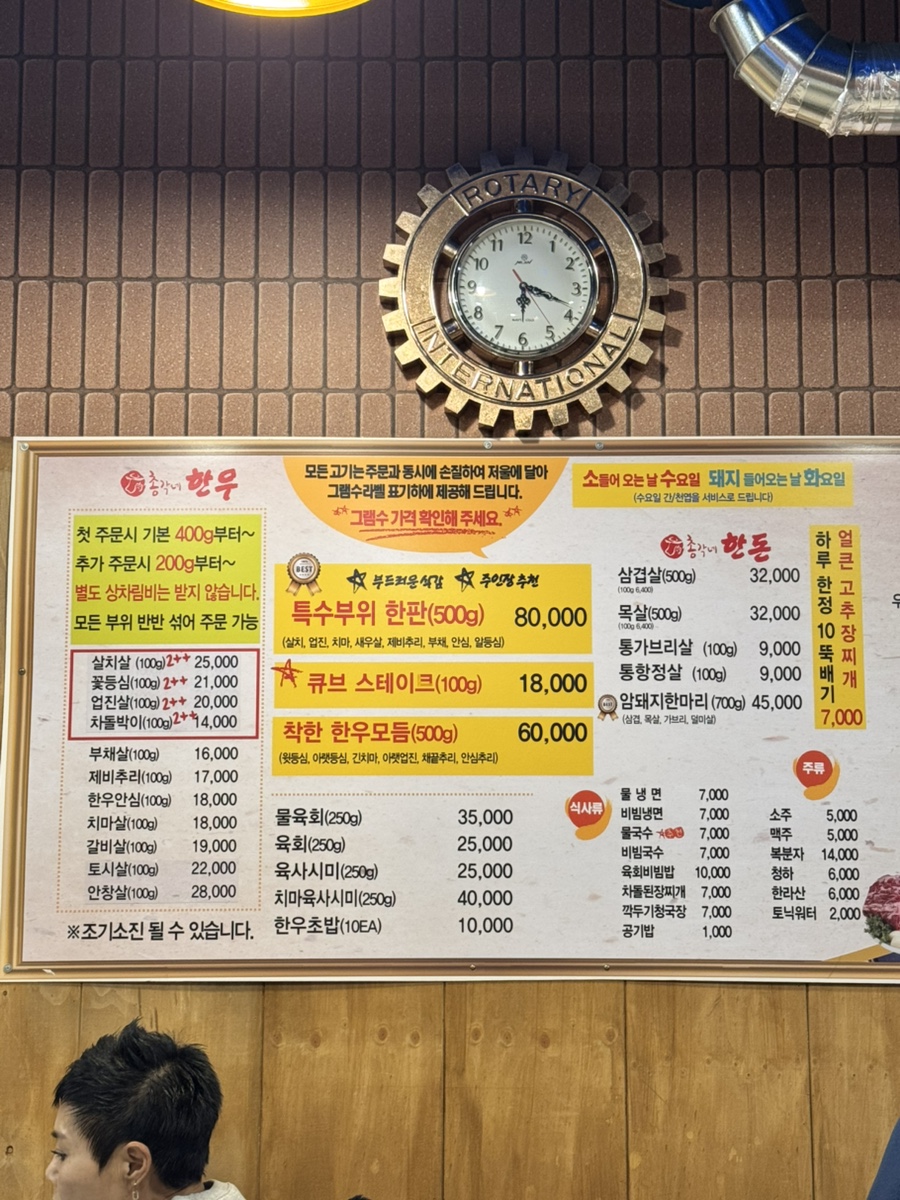 ROTARY
INTERNATIONAL
12
1
2
3
4
5
6
7
8
9
10
11
총각네 한우
첫 주문시 기본 400g부터~
추가 주문시 200g부터~
별도 상차림비는 받지 않습니다.
모든 부위 반반 섞어 주문 가능
살치살 (100g) 2++ 25,000
꽃등심(100g) 2++ 21,000
업진살(100g) 2++ 20,000
차돌박이(100g) 2++ 14,000
부채살(100g) 16,000
제비추리(100g) 17,000
한우안심(100g) 18,000
치마살(100g) 18,000
갈비살(100g) 19,000
토시살(100g) 22,000
안창살(100g) 28,000
※조기소진 될 수 있습니다.
모든 고기는 주문과 동시에 손질하여 저울에 달아
그램수라벨 표기하에 제공해 드립니다.
그램수 가격 확인해 주세요.
BEST
부드러운 식감 주인장 추천
특수부위 한판(500g) 80,000
(살치, 업진, 치마, 새우살, 제비추리, 부채, 안심, 알등심)
큐브 스테이크(100g) 18,000
착한 한우모듬(500g) 60,000
(윗등심, 아랫등심, 긴치마, 아랫업진, 채끝추리, 안심추리)
물육회(250g) 35,000
육회(250g) 25,000
육사시미(250g) 25,000
치마육사시미(250g) 40,000
한우초밥(10EA) 10,000
소들어 오는 날 수요일 돼지 들어오는 날 화요일
(수요일 간/천엽을 서비스로 드립니다)
총각네 한돈
삼겹살(500g) 32,000
(100g 6,400)
목살(500g) 32,000
(100g 6,400)
통가브리살 (100g) 9,000
통항정살 (100g) 9,000
암돼지한마리(700g) 45,000
(삼겹, 목살, 가브리, 덜미살)
얼큰고추장찌개
하루 한정 10뚝배기
7,000
식사류
물냉면 7,000
비빔냉면 7,000
물국수 7,000
비빔국수 7,000
육회비빔밥 10,000
차돌된장찌개 7,000
깍두기청국장 7,000
공기밥 1,000
주류
소주 5,000
맥주 5,000
복분자 14,000
청하 6,000
한라산 6,000
토닉워터 2,000